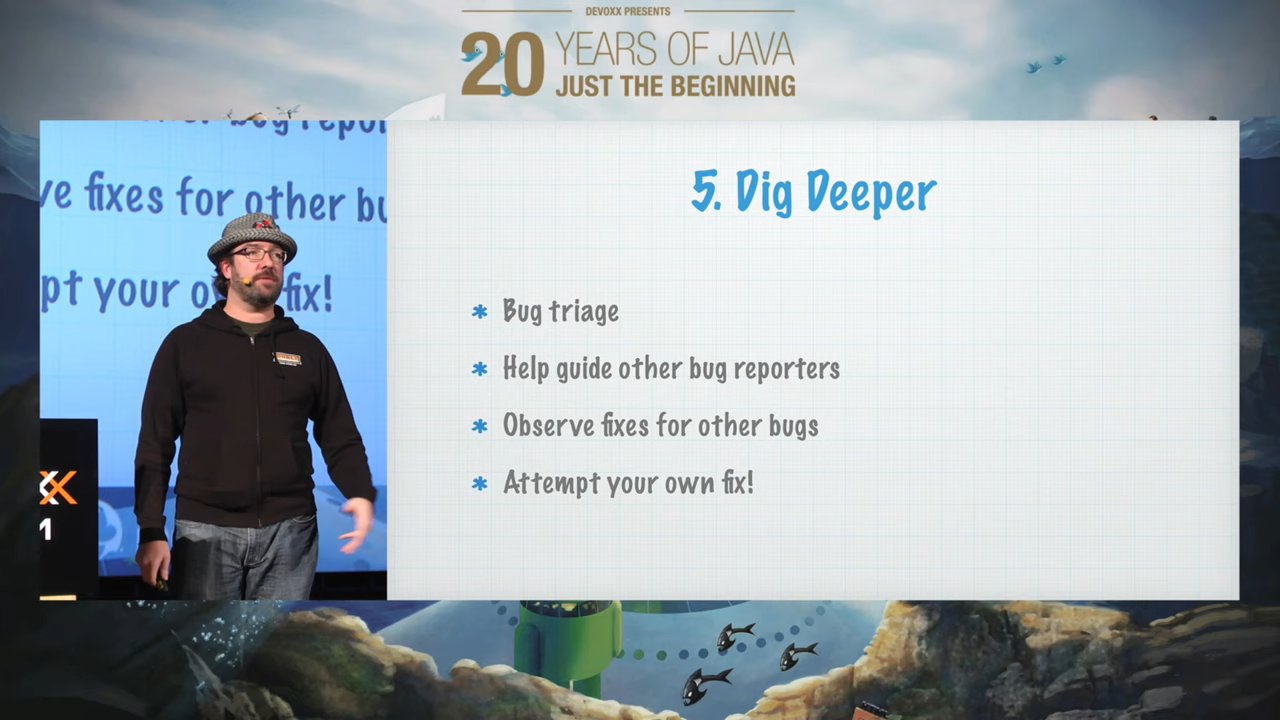 DEVOXX PRESENTS
20 YEARS OF JAVA
JUST THE BEGINNING
ve fixes for other bu
pt your ow fix!
5. Dig Deeper
* Bug triage
* Help guide other bug reporters
* Observe fixes for other bugs
* Attempt your own fix!